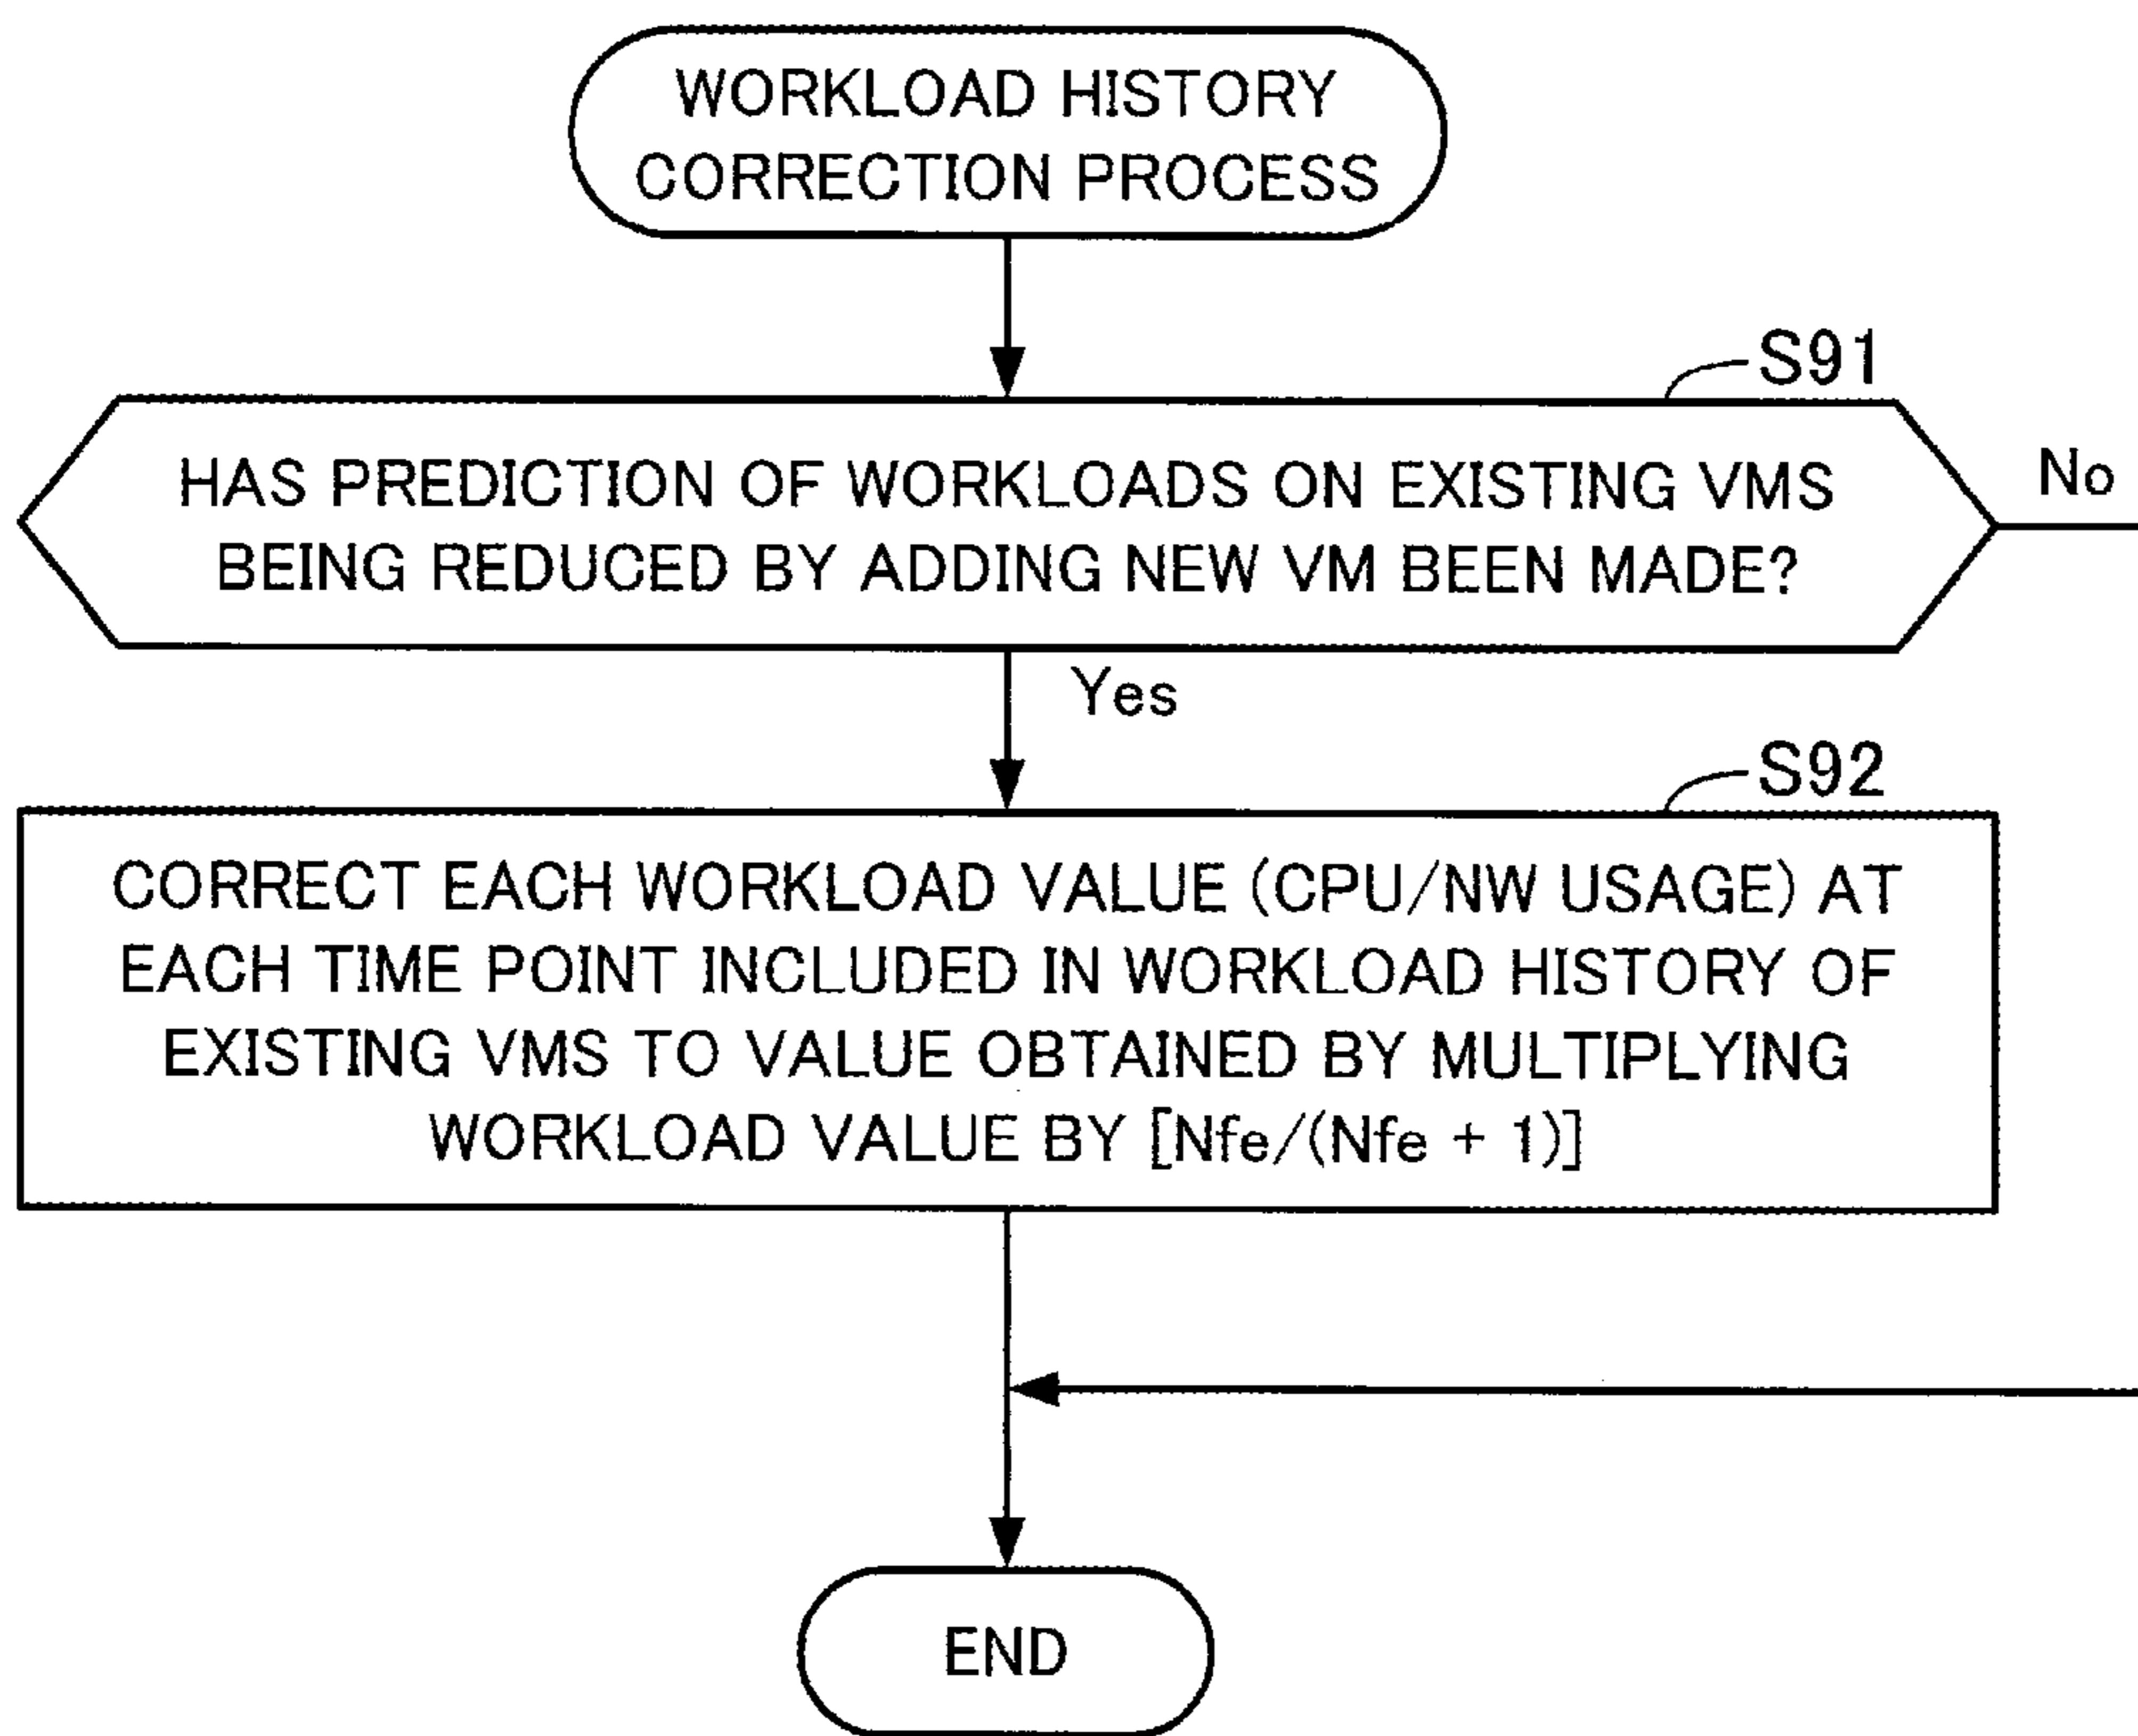 WORKLOAD HISTORY
CORRECTION PROCESS
S91
HAS PREDICTION OF WORKLOADS ON EXISTING VMS
BEING REDUCED BY ADDING NEW VM BEEN MADE?
No
Yes
S92
CORRECT EACH WORKLOAD VALUE (CPU/NW USAGE) AT
EACH TIME POINT INCLUDED IN WORKLOAD HISTORY OF
EXISTING VMS TO VALUE OBTAINED BY MULTIPLYING
WORKLOAD VALUE BY [Nfe/(Nfe + 1)]
END